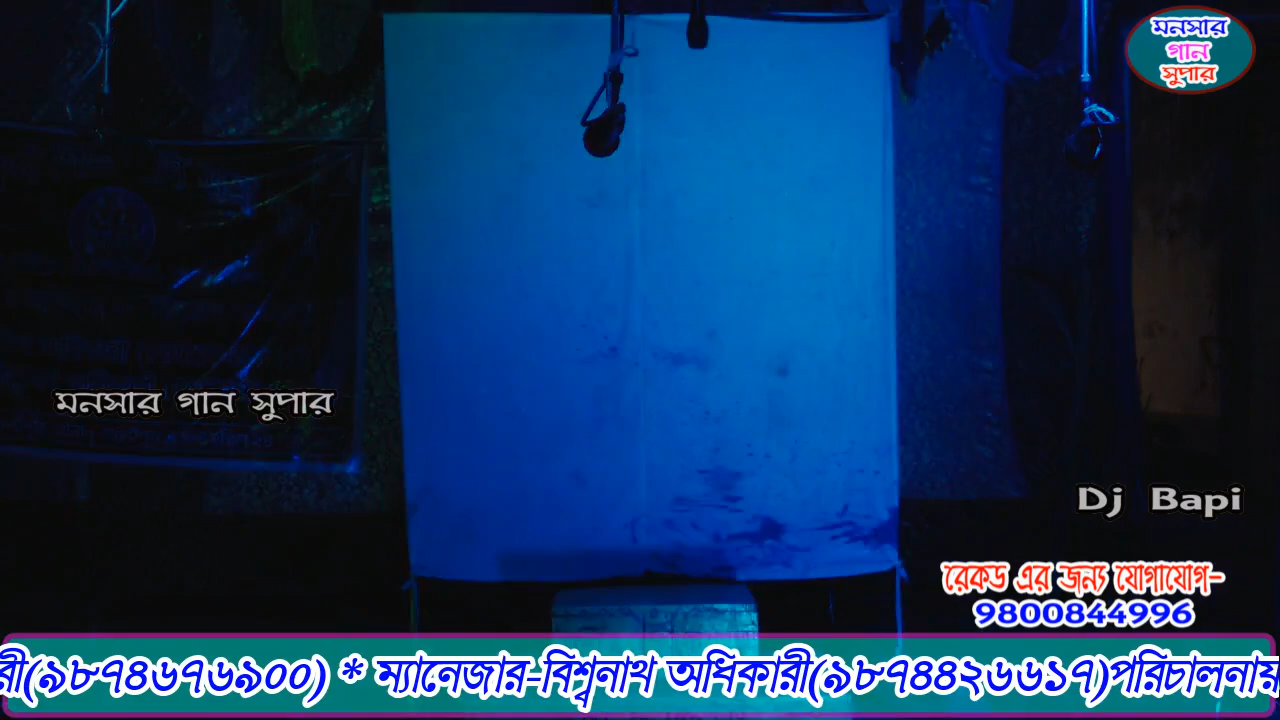 মনসার
গান
সুপার
মনসার গান সুপার
Dj Bapi
রেকড এর জন্য যোগাযোগ-
9800844996
রী(৯৮৭৪৬৭৬৯০০) * ম্যানেজার-বিশ্বনাথ অধিকারী(৯৮৭৪৪২৬৬১৭)পরিচালনায়